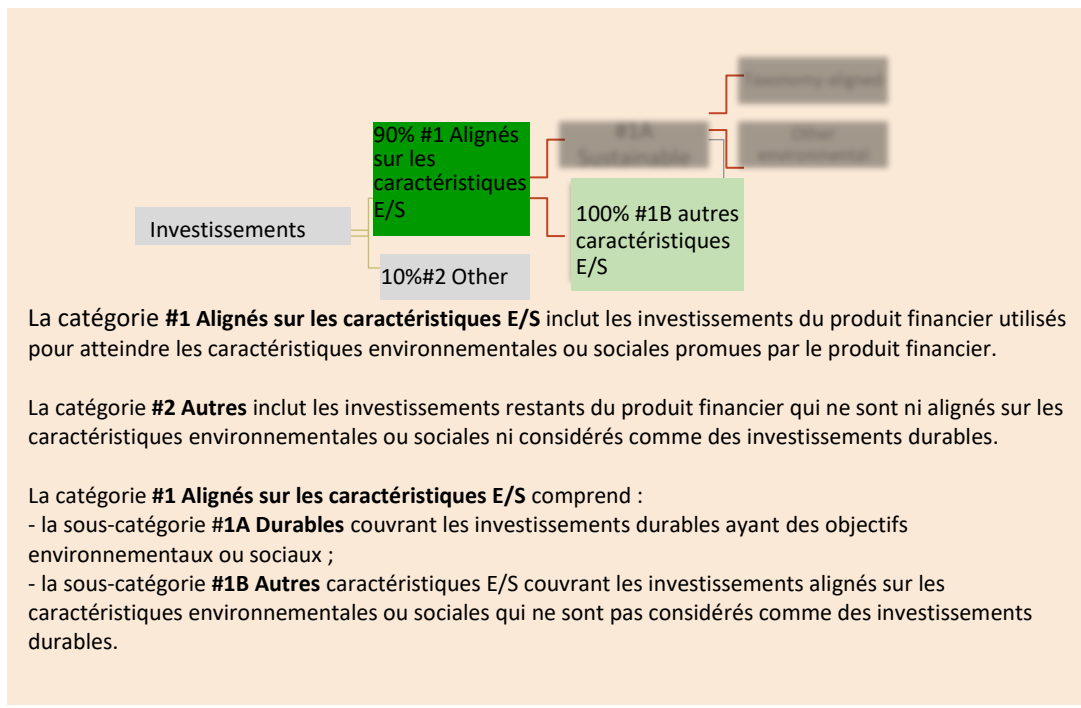 Taxonomy-aligned
90% #1 Alignés
sur les
caractéristiques
E/S
#1A
Sustainable
Other
environmental
Investissements
100% #1B autres
caractéristiques
E/S
10%#2 Other
La catégorie #1 Alignés sur les caractéristiques E/S inclut les investissements du produit financier utilisés
pour atteindre les caractéristiques environnementales ou sociales promues par le produit financier.
La catégorie #2 Autres inclut les investissements restants du produit financier qui ne sont ni alignés sur les
caractéristiques environnementales ou sociales ni considérés comme des investissements durables.
La catégorie #1 Alignés sur les caractéristiques E/S comprend :
- la sous-catégorie #1A Durables couvrant les investissements durables ayant des objectifs
environnementaux ou sociaux ;
- la sous-catégorie #1B Autres caractéristiques E/S couvrant les investissements alignés sur les
caractéristiques environnementales ou sociales qui ne sont pas considérés comme des investissements
durables.